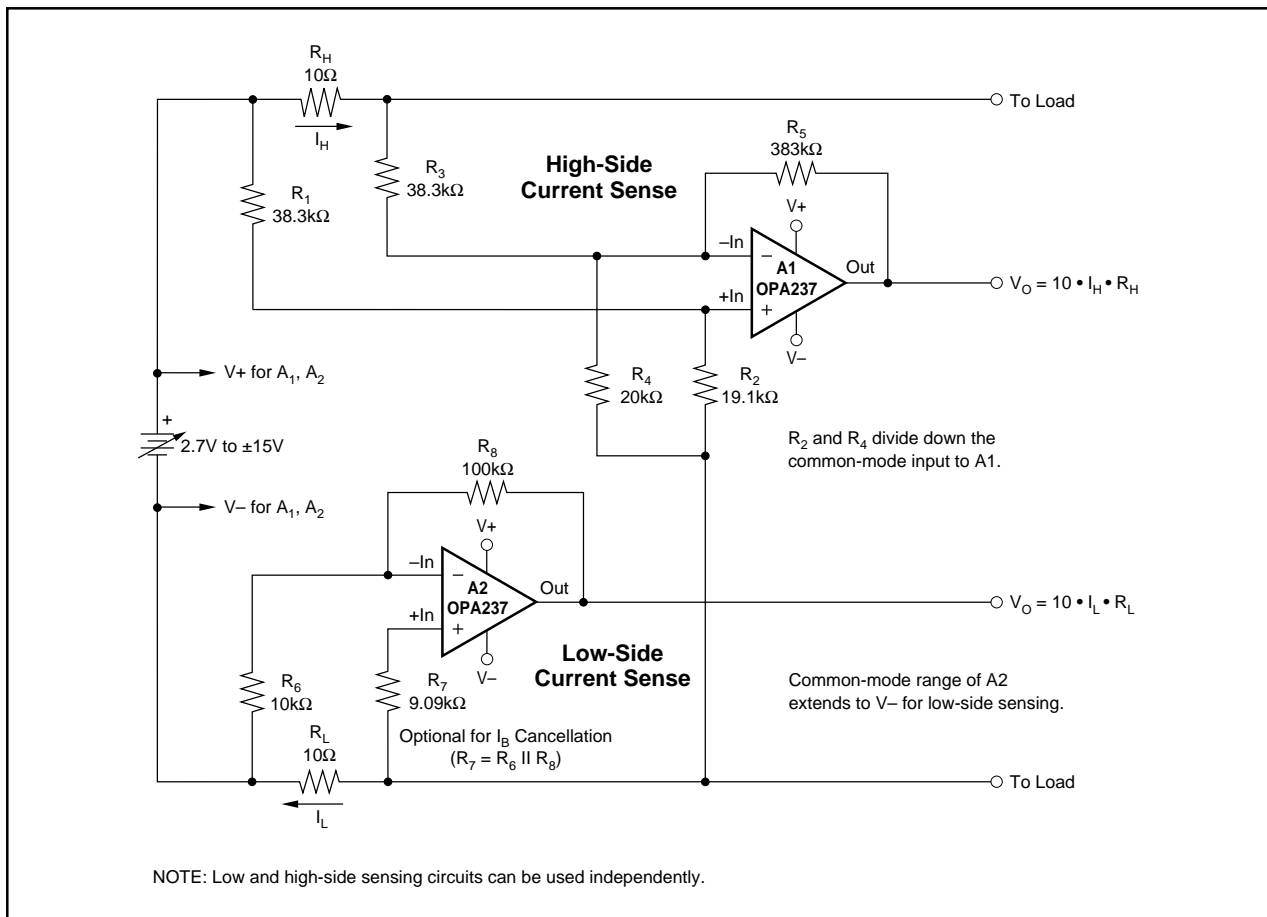 R_H
10Ω
I_H
To Load
R_5
383kΩ
High-Side
Current Sense
R_3
38.3kΩ
R_1
38.3kΩ
V+
–In
−
A1
OPA237
Out
+In
+
V–
V_O = 10 • I_H • R_H
V+ for A_1, A_2
R_4
20kΩ
R_2
19.1kΩ
+
2.7V to ±15V
R_2 and R_4 divide down the
common-mode input to A1.
R_8
100kΩ
V– for A_1, A_2
V+
–In
−
A2
OPA237
Out
+In
+
V–
V_O = 10 • I_L • R_L
Low-Side
Current Sense
R_6
10kΩ
R_7
9.09kΩ
Common-mode range of A2
extends to V– for low-side sensing.
R_L
10Ω
Optional for I_B Cancellation
(R_7 = R_6 II R_8)
I_L
To Load
NOTE: Low and high-side sensing circuits can be used independently.